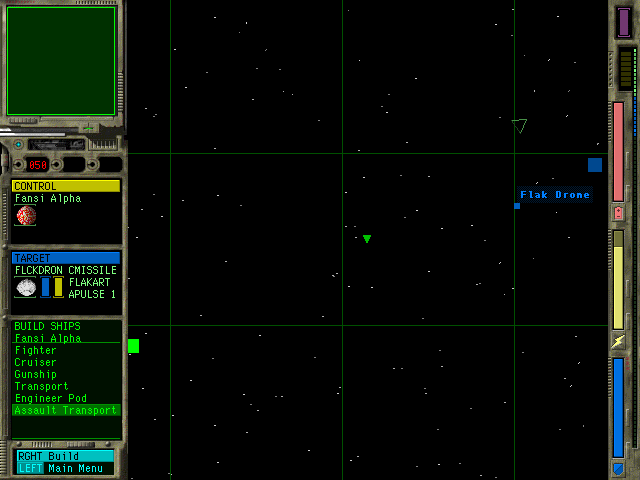 050
CONTROL
Fansi Alpha
Flak Drone
TARGET
FLCKDRON CMISSILE
FLAKART
APULSE 1
BUILD SHIPS
Fansi Alpha
Fighter
Cruiser
Gunship
Transport
Engineer Pod
Assault Transport
RGHT Build
LEFT Main Menu